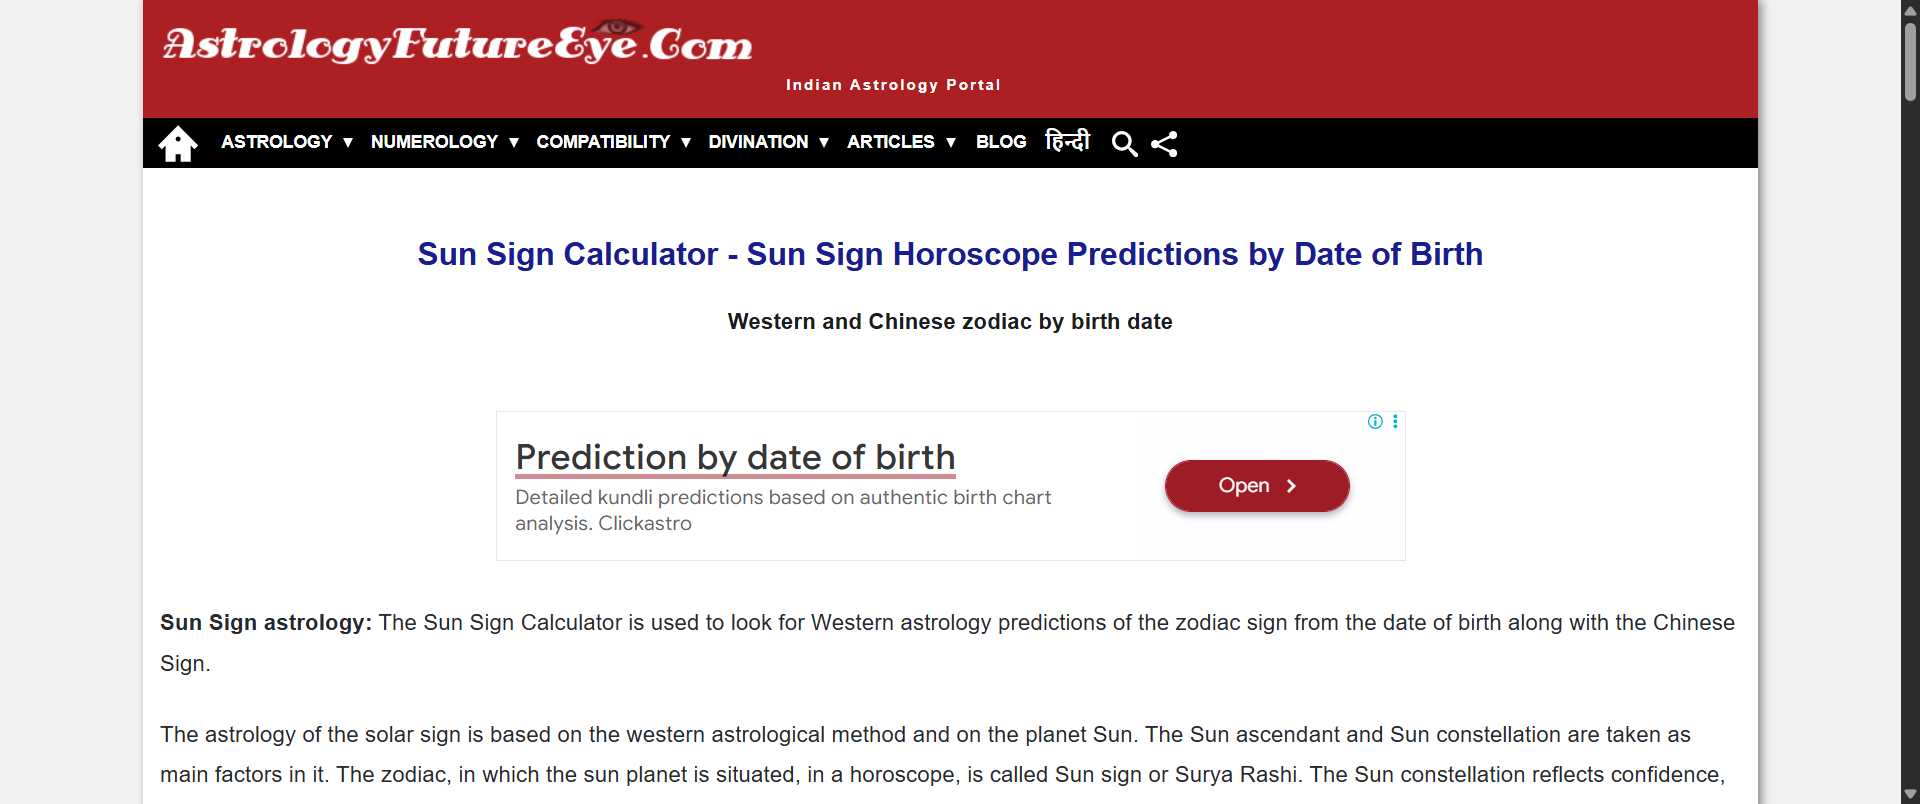 AstrologyFutureEye.Com
Indian Astrology Portal
ASTROLOGY ▼ NUMEROLOGY ▼ COMPATIBILITY ▼ DIVINATION ▼ ARTICLES ▼ BLOG हिन्दी
Sun Sign Calculator - Sun Sign Horoscope Predictions by Date of Birth
Western and Chinese zodiac by birth date
Prediction by date of birth
Detailed kundli predictions based on authentic birth chart
analysis. Clickastro
Open
Sun Sign astrology: The Sun Sign Calculator is used to look for Western astrology predictions of the zodiac sign from the date of birth along with the Chinese
Sign.
The astrology of the solar sign is based on the western astrological method and on the planet Sun. The Sun ascendant and Sun constellation are taken as
main factors in it. The zodiac, in which the sun planet is situated, in a horoscope, is called Sun sign or Surya Rashi. The Sun constellation reflects confidence,